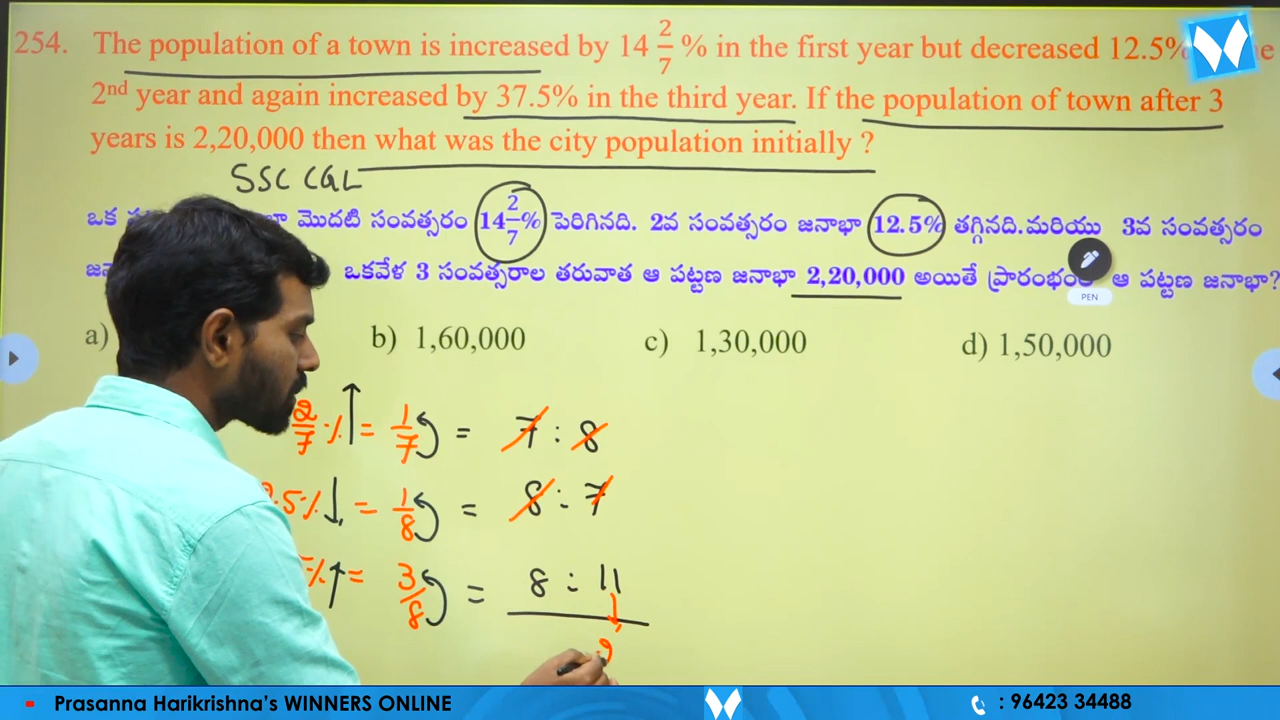 254. The population of a town is increased by 14 2/7 % in the first year but decreased 12.5%
2nd year and again increased by 37.5% in the third year. If the population of town after 3
years is 2,20,000 then what was the city population initially ?
SSC CGL
ఒక మొదటి సంవత్సరం 14 2/7% పెరిగినది. 2వ సంవత్సరం జనాభా 12.5% తగ్గినది.మరియు 3వ సంవత్సరం
ఒకవేళ 3 సంవత్సరాల తరువాత ఆ పట్టణ జనాభా 2,20,000 అయితే ఆ పట్టణ జనాభా?
PEN
a) b) 1,60,000 c) 1,30,000 d) 1,50,000
2/7 % ↑ = 1/7 = 7 : 8
.5% ↓ = 1/8 = 8 : 7
% ↑ = 3/8 = 8 : 11
Prasanna Harikrishna's WINNERS ONLINE : 96423 34488